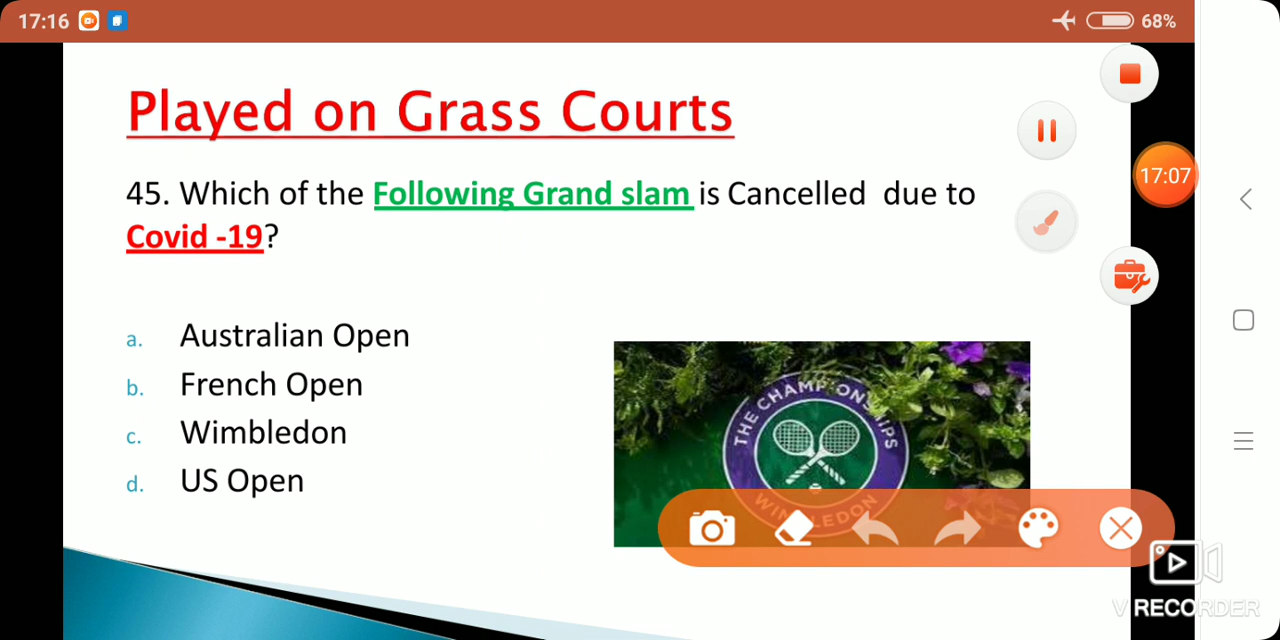 17:16
68%
Played on Grass Courts
17:07
45. Which of the Following Grand slam is Cancelled due to
Covid -19?
a. Australian Open
b. French Open
c. Wimbledon
d. US Open
THE CHAMPIONSHIPS
WIMBLEDON
V RECORDER